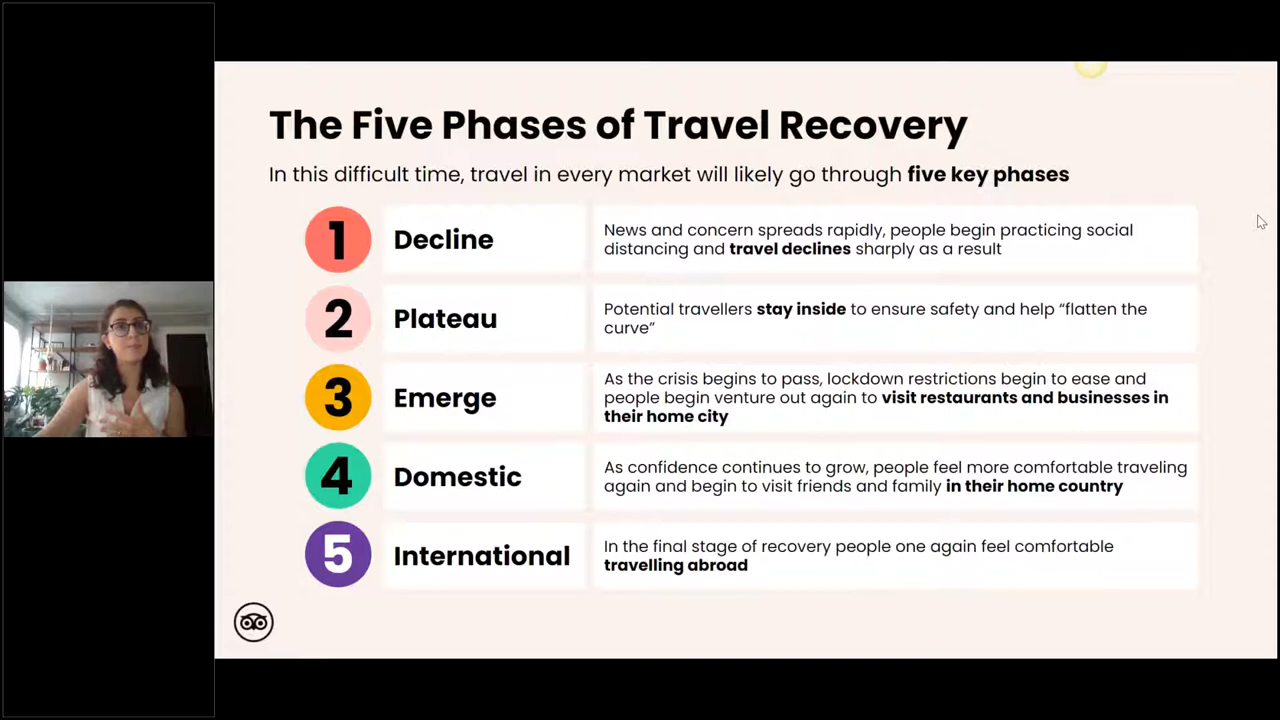 The Five Phases of Travel Recovery
In this difficult time, travel in every market will likely go through five key phases
1
Decline
News and concern spreads rapidly, people begin practicing social
distancing and travel declines sharply as a result
2
Plateau
Potential travellers stay inside to ensure safety and help “flatten the
curve”
3
Emerge
As the crisis begins to pass, lockdown restrictions begin to ease and
people begin venture out again to visit restaurants and businesses in
their home city
4
Domestic
As confidence continues to grow, people feel more comfortable traveling
again and begin to visit friends and family in their home country
5
International
In the final stage of recovery people one again feel comfortable
travelling abroad